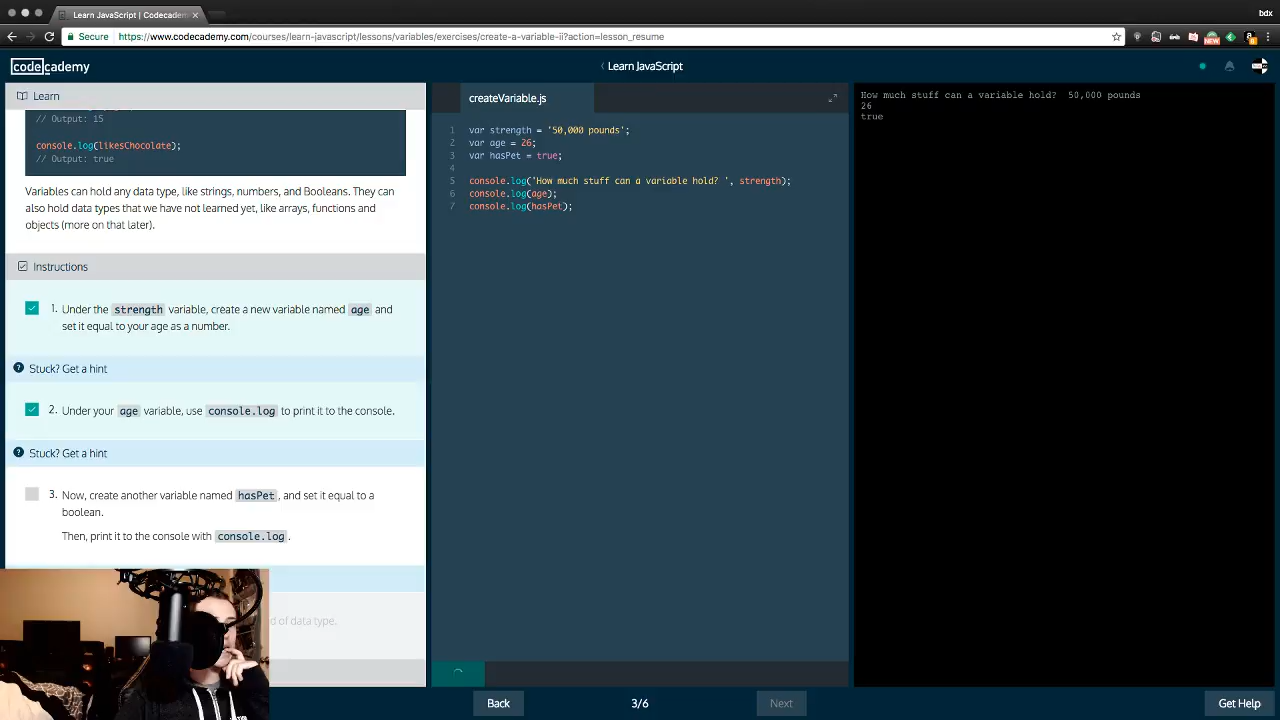 Learn JavaScript | Codecademy
bdx
Secure https://www.codecademy.com/courses/learn-javascript/lessons/variables/exercises/create-a-variable-ii?action=lesson_resume
codecademy
Learn JavaScript
Learn
// Output: 15
console.log(likesChocolate);
// Output: true
Variables can hold any data type, like strings, numbers, and Booleans. They can
also hold data types that we have not learned yet, like arrays, functions and
objects (more on that later).
Instructions
1. Under the strength variable, create a new variable named age and
set it equal to your age as a number.
Stuck? Get a hint
2. Under your age variable, use console.log to print it to the console.
Stuck? Get a hint
3. Now, create another variable named hasPet, and set it equal to a
boolean.
Then, print it to the console with console.log.
d of data type.
createVariable.js
1 var strength = '50,000 pounds';
2 var age = 26;
3 var hasPet = true;
4
5 console.log('How much stuff can a variable hold? ', strength);
6 console.log(age);
7 console.log(hasPet);
How much stuff can a variable hold?  50,000 pounds
26
true
Back
3/6
Next
Get Help